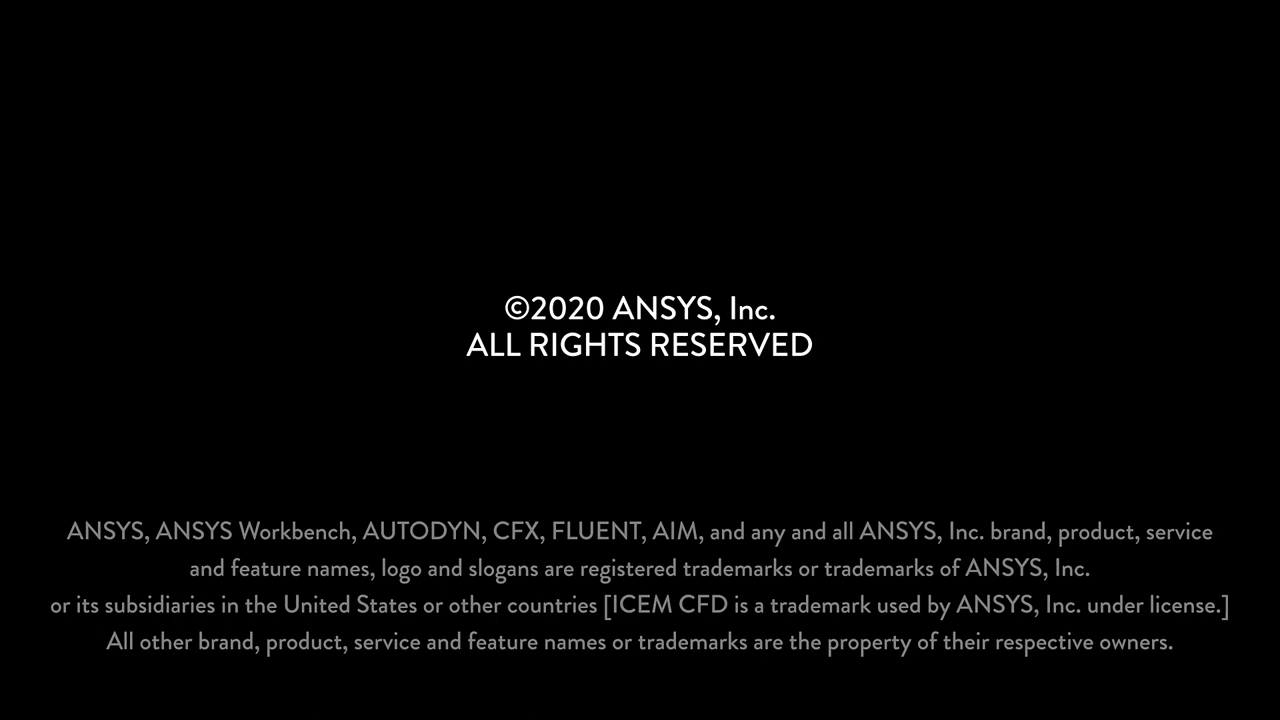 ©2020 ANSYS, Inc.
ALL RIGHTS RESERVED
ANSYS, ANSYS Workbench, AUTODYN, CFX, FLUENT, AIM, and any and all ANSYS, Inc. brand, product, service
and feature names, logo and slogans are registered trademarks or trademarks of ANSYS, Inc.
or its subsidiaries in the United States or other countries [ICEM CFD is a trademark used by ANSYS, Inc. under license.]
All other brand, product, service and feature names or trademarks are the property of their respective owners.